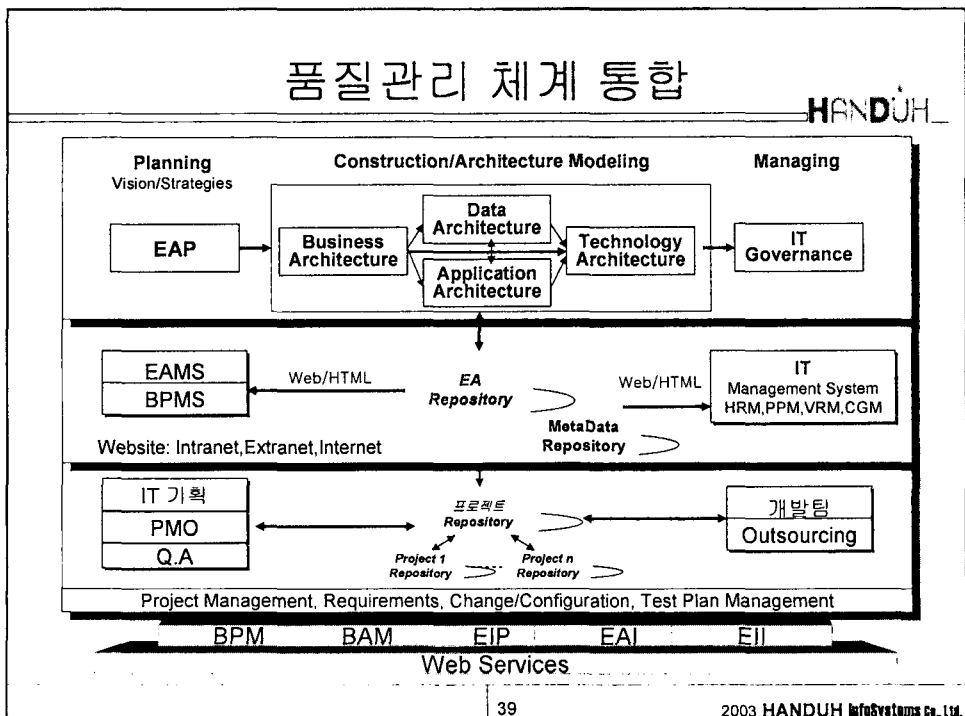 품질관리 체계 통합
HANDUH
Planning
Vision/Strategies
Construction/Architecture Modeling
Managing
EAP
Business
Architecture
Data
Architecture
Application
Architecture
Technology
Architecture
IT
Governance
EAMS
BPMS
Web/HTML
EA
Repository
Web/HTML
MetaData
Repository
IT
Management System
HRM,PPM,VRM,CGM
Website: Intranet,Extranet,Internet
IT 기획
PMO
Q.A
프로젝트
Repository
Project 1
Repository
Project n
Repository
개발팀
Outsourcing
Project Management, Requirements, Change/Configuration, Test Plan Management
BPM BAM EIP EAI EII
Web Services
39
2003 HANDUH InfoSystems Co., Ltd.